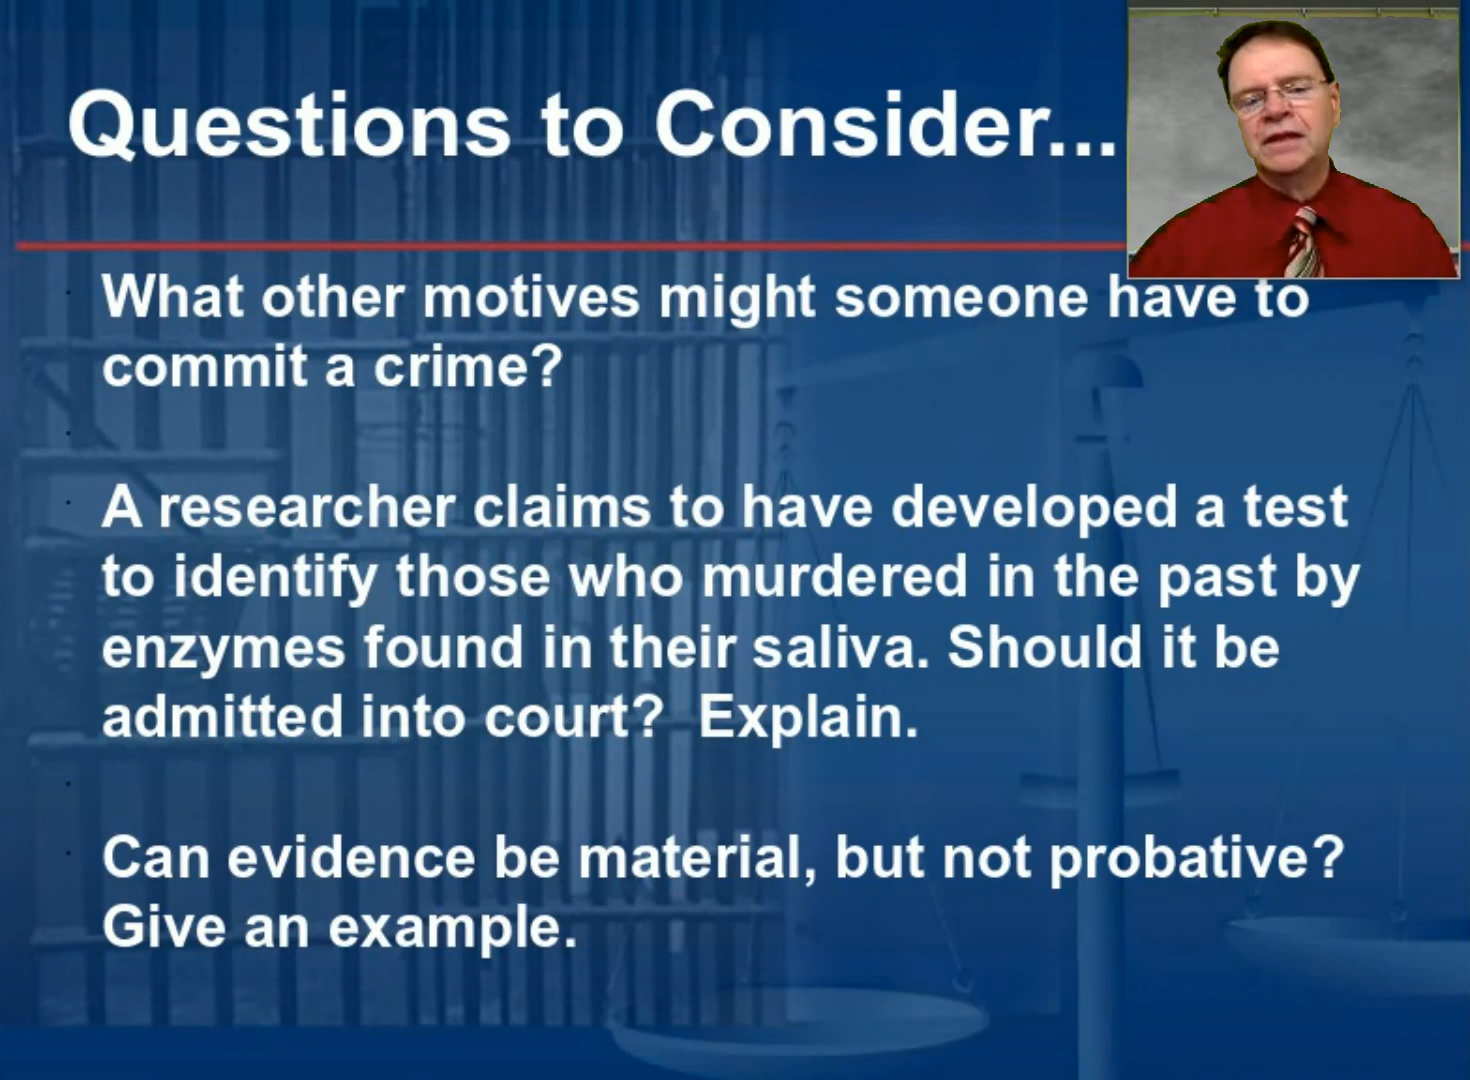 Questions to Consider...
What other motives might someone have to
commit a crime?
A researcher claims to have developed a test
to identify those who murdered in the past by
enzymes found in their saliva. Should it be
admitted into court?  Explain.
Can evidence be material, but not probative?
Give an example.